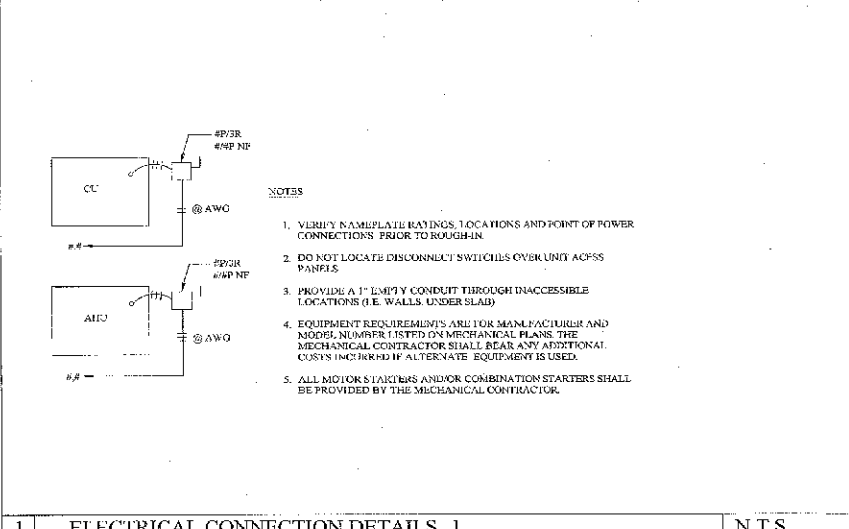 #P/3R
#/#P NF
CU
@ AWG
#,#
#P/3R
#/#P NF
AHU
@ AWG
#,#
NOTES
1. VERIFY NAMEPLATE RATINGS, LOCATIONS AND POINT OF POWER
CONNECTIONS PRIOR TO ROUGH-IN.
2. DO NOT LOCATE DISCONNECT SWITCHES OVER UNIT ACESS
PANELS
3. PROVIDE A 1" EMPTY CONDUIT THROUGH INACCESSIBLE
LOCATIONS (I.E. WALLS, UNDER SLAB)
4. EQUIPMENT REQUIREMENTS ARE FOR MANUFACTURER AND
MODEL NUMBER LISTED ON MECHANICAL PLANS. THE
MECHANICAL CONTRACTOR SHALL BEAR ANY ADDITIONAL
COSTS INCURRED IF ALTERNATE EQUIPMENT IS USED.
5. ALL MOTOR STARTERS AND/OR COMBINATION STARTERS SHALL
BE PROVIDED BY THE MECHANICAL CONTRACTOR.
1 ELECTRICAL CONNECTION DETAILS 1 N.T.S.